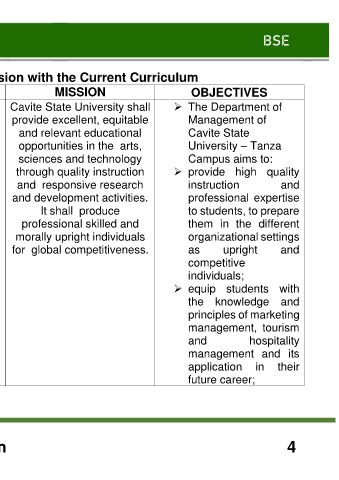 BSE
sion with the Current Curriculum
MISSION
Cavite State University shall
provide excellent, equitable
and relevant educational
opportunities in the arts,
sciences and technology
through quality instruction
and responsive research
and development activities.
It shall produce
professional skilled and
morally upright individuals
for global competitiveness.
OBJECTIVES
➢ The Department of
Management of
Cavite State
University – Tanza
Campus aims to:
➢ provide high quality
instruction and
professional expertise
to students, to prepare
them in the different
organizational settings
as upright and
competitive
individuals;
➢ equip students with
the knowledge and
principles of marketing
management, tourism
and hospitality
management and its
application in their
future career;
n
4